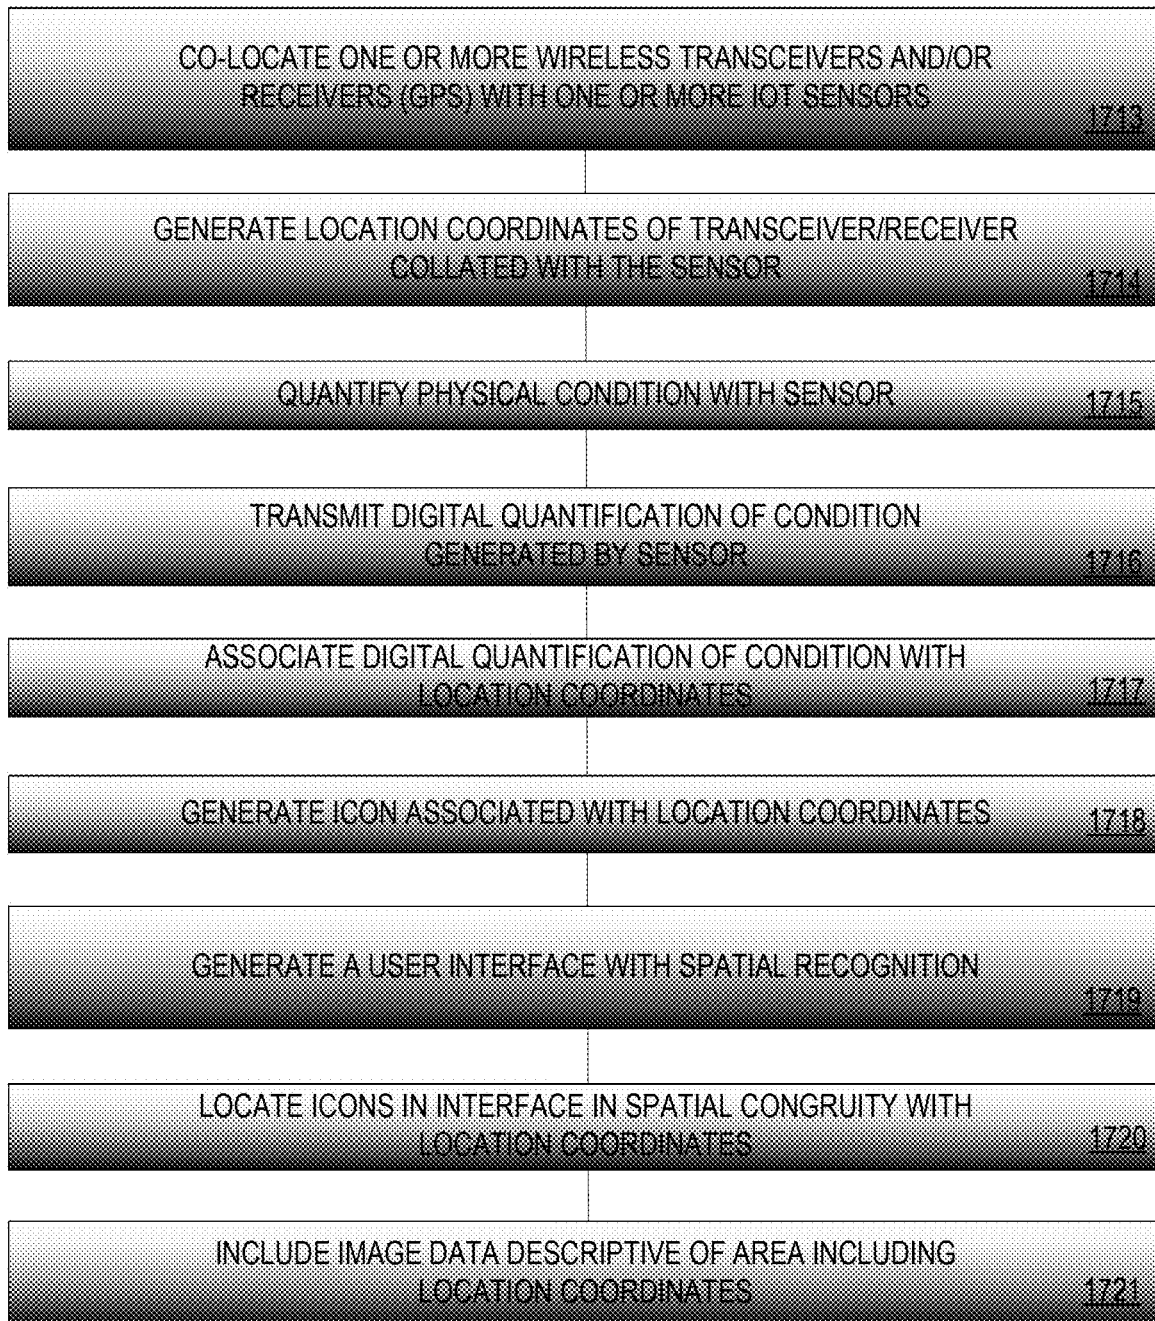 CO-LOCATE ONE OR MORE WIRELESS TRANSCEIVERS AND/OR
RECEIVERS (GPS) WITH ONE OR MORE IOT SENSORS
1713
GENERATE LOCATION COORDINATES OF TRANSCEIVER/RECEIVER
COLLATED WITH THE SENSOR
1714
QUANTIFY PHYSICAL CONDITION WITH SENSOR
1715
TRANSMIT DIGITAL QUANTIFICATION OF CONDITION
GENERATED BY SENSOR
1716
ASSOCIATE DIGITAL QUANTIFICATION OF CONDITION WITH
LOCATION COORDINATES
1717
GENERATE ICON ASSOCIATED WITH LOCATION COORDINATES
1718
GENERATE A USER INTERFACE WITH SPATIAL RECOGNITION
1719
LOCATE ICONS IN INTERFACE IN SPATIAL CONGRUITY WITH
LOCATION COORDINATES
1720
INCLUDE IMAGE DATA DESCRIPTIVE OF AREA INCLUDING
LOCATION COORDINATES
1721